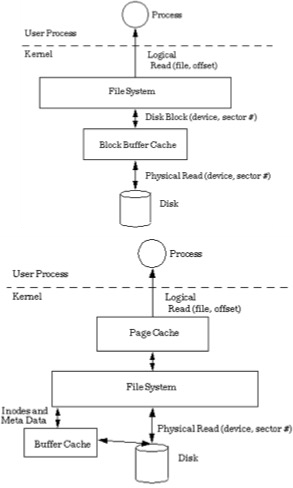 Process
User Process
Kernel
Logical
Read (file, offset)
File System
Disk Block (device, sector #)
Block Buffer Cache
Physical Read (device, sector #)
Disk
Process
User Process
Kernel
Logical
Read (file, offset)
Page Cache
File System
Inodes and
Meta Data
Physical Read (device, sector #)
Buffer Cache
Disk